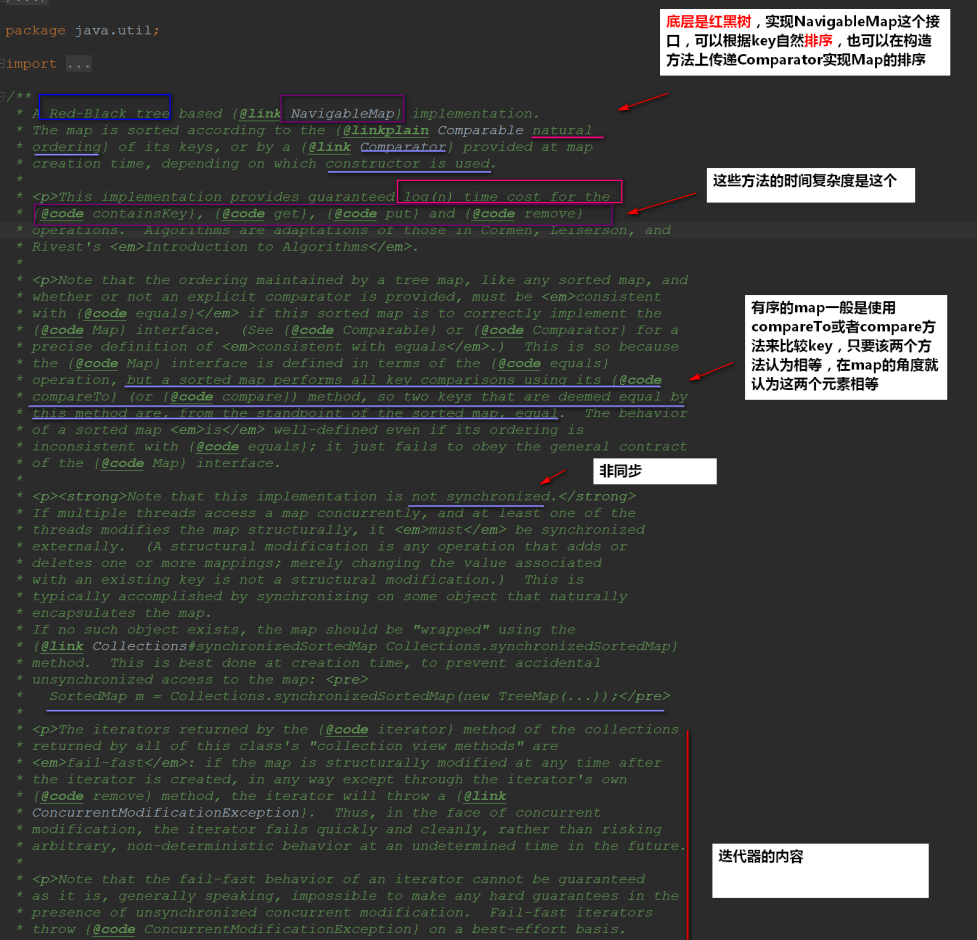 package java.util;
import ...
/**
* A Red-Black tree based {@link NavigableMap} implementation.
* The map is sorted according to the {@linkplain Comparable natural
* ordering} of its keys, or by a {@link Comparator} provided at map
* creation time, depending on which constructor is used.
*
* <p>This implementation provides guaranteed log(n) time cost for the
* {@code containsKey}, {@code get}, {@code put} and {@code remove}
* operations.  Algorithms are adaptations of those in Cormen, Leiserson, and
* Rivest's <em>Introduction to Algorithms</em>.
*
* <p>Note that the ordering maintained by a tree map, like any sorted map, and
* whether or not an explicit comparator is provided, must be <em>consistent
* with {@code equals}</em> if this sorted map is to correctly implement the
* {@code Map} interface.  (See {@code Comparable} or {@code Comparator} for a
* precise definition of <em>consistent with equals</em>.)  This is so because
* the {@code Map} interface is defined in terms of the {@code equals}
* operation, but a sorted map performs all key comparisons using its {@code
* compareTo} (or {@code compare}) method, so two keys that are deemed equal by
* this method are, from the standpoint of the sorted map, equal.  The behavior
* of a sorted map <em>is</em> well-defined even if its ordering is
* inconsistent with {@code equals}; it just fails to obey the general contract
* of the {@code Map} interface.
*
* <p><strong>Note that this implementation is not synchronized.</strong>
* If multiple threads access a map concurrently, and at least one of the
* threads modifies the map structurally, it <em>must</em> be synchronized
* externally.  (A structural modification is any operation that adds or
* deletes one or more mappings; merely changing the value associated
* with an existing key is not a structural modification.)  This is
* typically accomplished by synchronizing on some object that naturally
* encapsulates the map.
* If no such object exists, the map should be "wrapped" using the
* {@link Collections#synchronizedSortedMap Collections.synchronizedSortedMap}
* method.  This is best done at creation time, to prevent accidental
* unsynchronized access to the map: <pre>
*   SortedMap m = Collections.synchronizedSortedMap(new TreeMap(...));</pre>
*
* <p>The iterators returned by the {@code iterator} method of the collections
* returned by all of this class's "collection view methods" are
* <em>fail-fast</em>: if the map is structurally modified at any time after
* the iterator is created, in any way except through the iterator's own
* {@code remove} method, the iterator will throw a {@link
* ConcurrentModificationException}.  Thus, in the face of concurrent
* modification, the iterator fails quickly and cleanly, rather than risking
* arbitrary, non-deterministic behavior at an undetermined time in the future.
*
* <p>Note that the fail-fast behavior of an iterator cannot be guaranteed
* as it is, generally speaking, impossible to make any hard guarantees in the
* presence of unsynchronized concurrent modification.  Fail-fast iterators
* throw {@code ConcurrentModificationException} on a best-effort basis.
底层是红黑树，实现NavigableMap这个接
口，可以根据key自然排序，也可以在构造
方法上传递Comparator实现Map的排序
这些方法的时间复杂度是这个
有序的map一般是使用
compareTo或者compare方
法来比较key，只要该两个方
法认为相等，在map的角度就
认为这两个元素相等
非同步
迭代器的内容